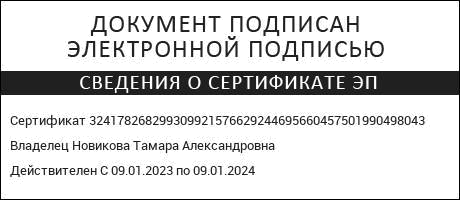 ДОКУМЕНТ ПОДПИСАН
ЭЛЕКТРОННОЙ ПОДПИСЬЮ
СВЕДЕНИЯ О СЕРТИФИКАТЕ ЭП
Сертификат 324178268299309921576629244695660457501990498043
Владелец Новикова Тамара Александровна
Действителен С 09.01.2023 по 09.01.2024